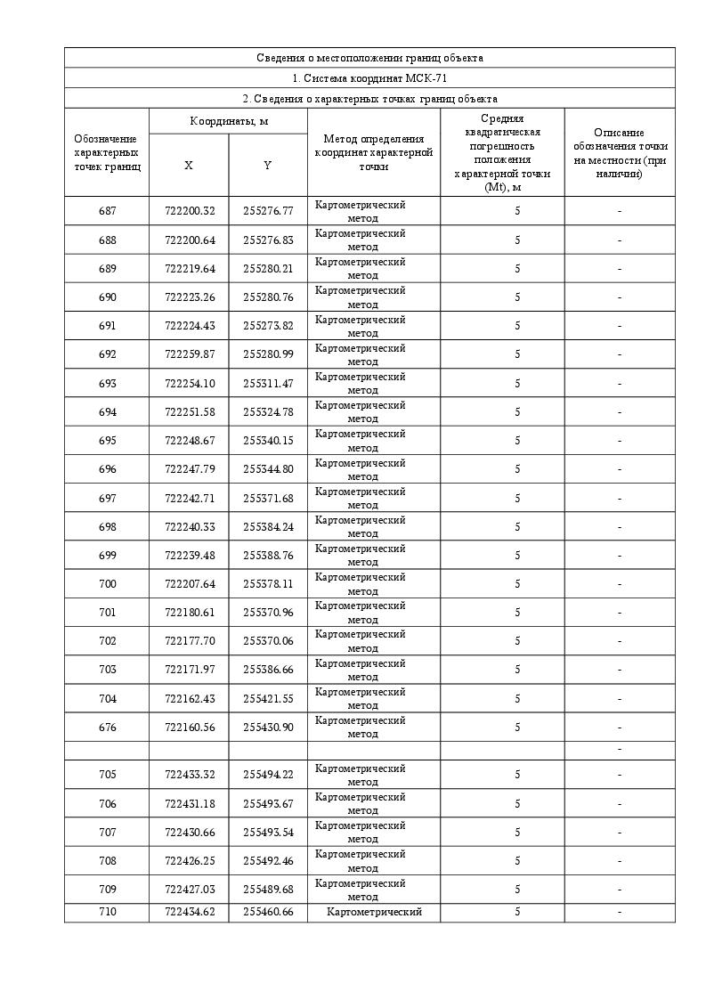 Сведения о местоположении границ объекта
1. Система координат МСК-71
2. Сведения о характерных точках границ объекта
Обозначение
характерных
точек границ
Координаты, м
X
Y
Метод определения
координат характерной
точки
Средняя
квадратическая
погрешность
положения
характерной точки
(Mt), м
Описание
обозначения точки
на местности (при
наличии)
687 722200.32 255276.77 Картометрический
метод 5 -
688 722200.64 255276.83 Картометрический
метод 5 -
689 722219.64 255280.21 Картометрический
метод 5 -
690 722223.26 255280.76 Картометрический
метод 5 -
691 722224.43 255273.82 Картометрический
метод 5 -
692 722259.87 255280.99 Картометрический
метод 5 -
693 722254.10 255311.47 Картометрический
метод 5 -
694 722251.58 255324.78 Картометрический
метод 5 -
695 722248.67 255340.15 Картометрический
метод 5 -
696 722247.79 255344.80 Картометрический
метод 5 -
697 722242.71 255371.68 Картометрический
метод 5 -
698 722240.33 255384.24 Картометрический
метод 5 -
699 722239.48 255388.76 Картометрический
метод 5 -
700 722207.64 255378.11 Картометрический
метод 5 -
701 722180.61 255370.96 Картометрический
метод 5 -
702 722177.70 255370.06 Картометрический
метод 5 -
703 722171.97 255386.66 Картометрический
метод 5 -
704 722162.43 255421.55 Картометрический
метод 5 -
676 722160.56 255430.90 Картометрический
метод 5 -
-
705 722433.32 255494.22 Картометрический
метод 5 -
706 722431.18 255493.67 Картометрический
метод 5 -
707 722430.66 255493.54 Картометрический
метод 5 -
708 722426.25 255492.46 Картометрический
метод 5 -
709 722427.03 255489.68 Картометрический
метод 5 -
710 722434.62 255460.66 Картометрический 5 -